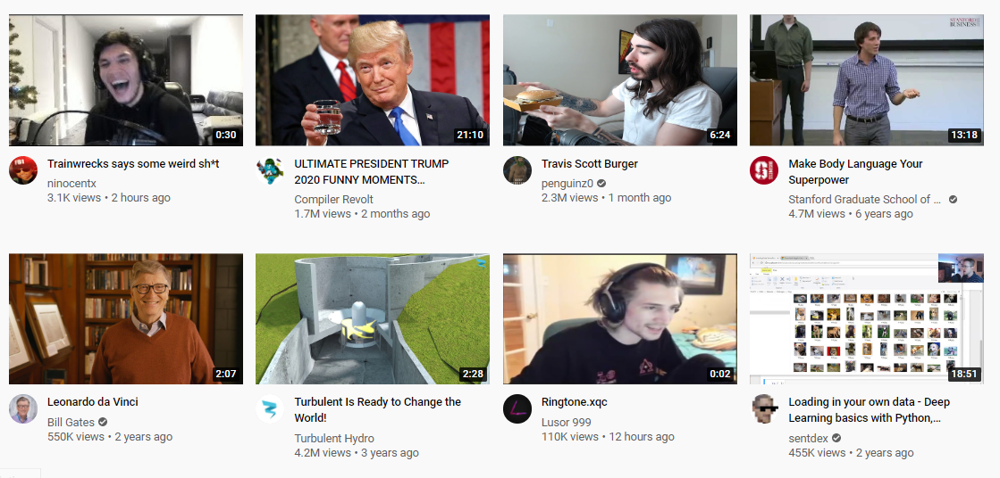 STANFORD
BUSINESS
0:30
21:10
6:24
13:18
Trainwrecks says some weird sh*t
ninocentx
3.1K views • 2 hours ago
ULTIMATE PRESIDENT TRUMP
2020 FUNNY MOMENTS...
Compiler Revolt
1.7M views • 2 months ago
Travis Scott Burger
penguinz0
2.3M views • 1 month ago
Make Body Language Your
Superpower
Stanford Graduate School of ...
4.7M views • 6 years ago
2:07
2:28
0:02
18:51
Leonardo da Vinci
Bill Gates
550K views • 2 years ago
Turbulent Is Ready to Change the
World!
Turbulent Hydro
4.2M views • 3 years ago
Ringtone.xqc
Lusor 999
110K views • 12 hours ago
Loading in your own data - Deep
Learning basics with Python,...
sentdex
455K views • 2 years ago